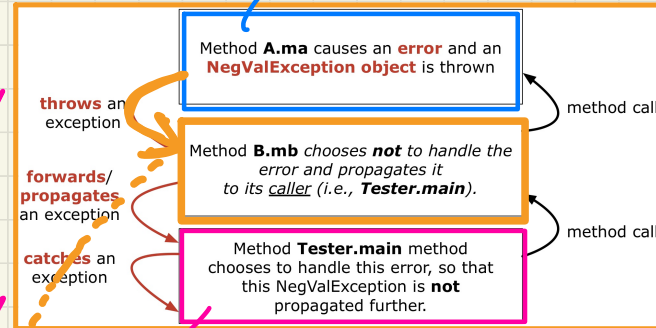 Method A.ma causes an error and an
NegValException object is thrown
throws an
exception
method call
Method B.mb chooses not to handle the
error and propagates it
to its caller (i.e., Tester.main).
forwards/
propagates
an exception
method call
catches an
exception
Method Tester.main method
chooses to handle this error, so that
this NegValException is not
propagated further.